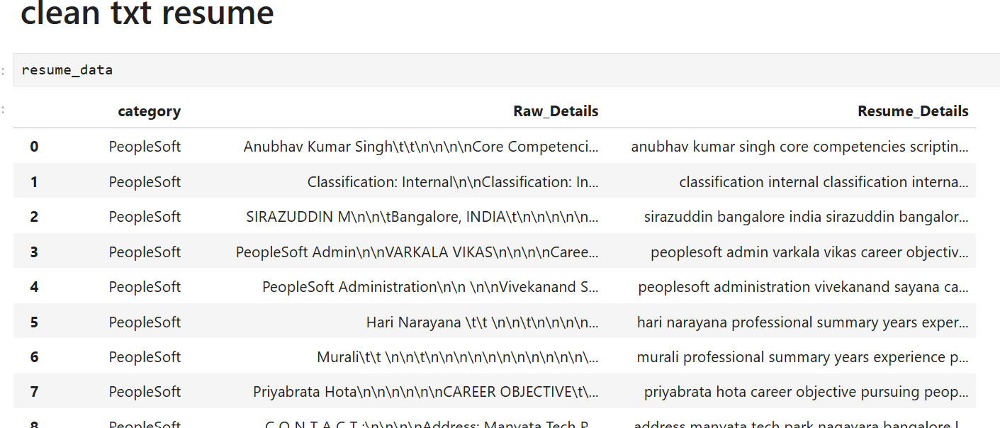 clean txt resume
resume_data
category Raw_Details Resume_Details
0 PeopleSoft Anubhav Kumar Singh\t\t\n\n\n\nCore Competenci... anubhav kumar singh core competencies scriptin...
1 PeopleSoft Classification: Internal\n\nClassification: In... classification internal classification interna...
2 PeopleSoft SIRAZUDDIN M\n\n\tBangalore, INDIA\t\n\n\n\n\n... sirazuddin bangalore india sirazuddin bangalor...
3 PeopleSoft PeopleSoft Admin\n\nVARKALA VIKAS\n\n\n\nCaree... peoplesoft admin varkala vikas career objectiv...
4 PeopleSoft PeopleSoft Administration\n\n \n\nVivekanand S... peoplesoft administration vivekanand sayana ca...
5 PeopleSoft Hari Narayana \t\t \n\n\t\n\n\n\n... hari narayana professional summary years exper...
6 PeopleSoft Murali\t\t \n\n\t\n\n\n\n\n\n\n\n\n\n\n\... murali professional summary years experience p...
7 PeopleSoft Priyabrata Hota\n\n\n\n\n\nCAREER OBJECTIVE\t\... priyabrata hota career objective pursuing peop...
8 PeopleSoft C O N T A C T :\n\n\n\nAddress: Manyata Tech P... address manyata tech park nagavara bangalore l...